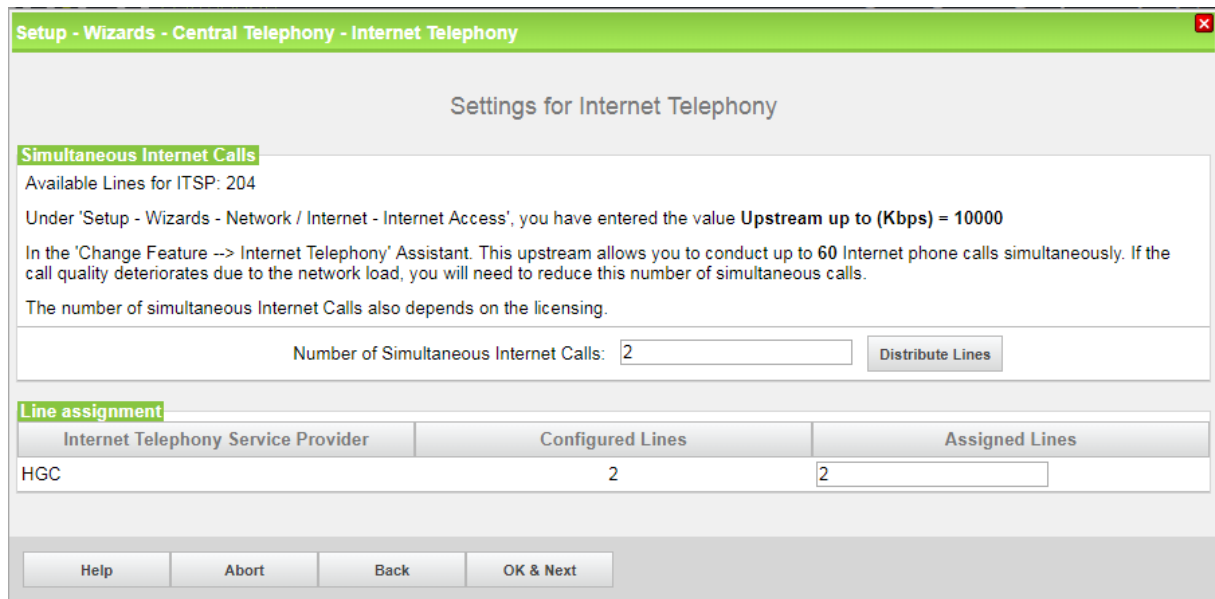 Setup - Wizards - Central Telephony - Internet Telephony
Settings for Internet Telephony
Simultaneous Internet Calls
Available Lines for ITSP: 204
Under 'Setup - Wizards - Network / Internet - Internet Access', you have entered the value Upstream up to (Kbps) = 10000
In the 'Change Feature --> Internet Telephony' Assistant. This upstream allows you to conduct up to 60 Internet phone calls simultaneously. If the
call quality deteriorates due to the network load, you will need to reduce this number of simultaneous calls.
The number of simultaneous Internet Calls also depends on the licensing.
Number of Simultaneous Internet Calls: 2 Distribute Lines
Line assignment
Internet Telephony Service Provider Configured Lines Assigned Lines
HGC 2 2
Help Abort Back OK & Next